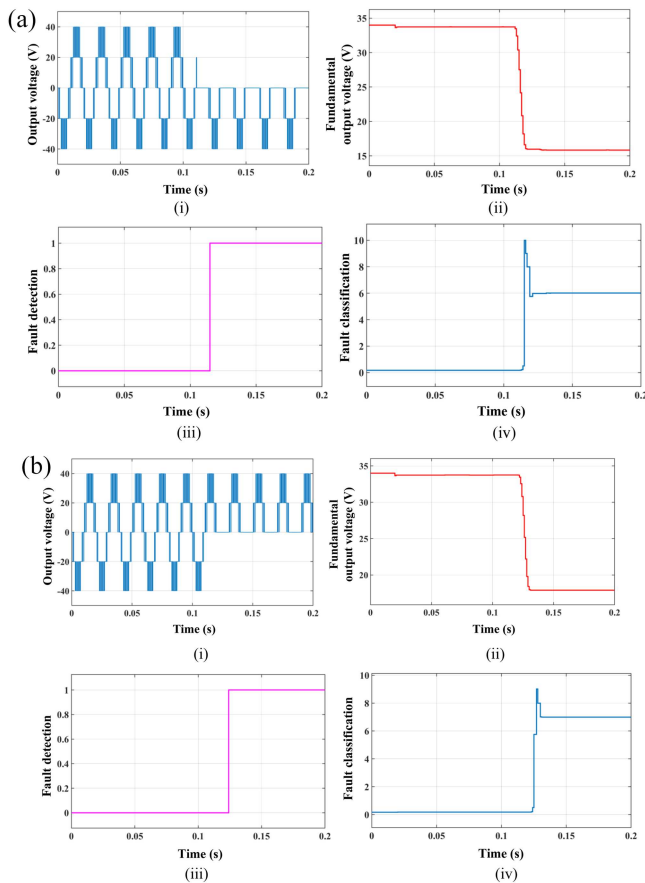 (a)
Output voltage (V)
40
20
0
-20
-40
0
0.05
0.1
0.15
0.2
Time (s)
(i)
Fundamental
output voltage (V)
35
30
25
20
15
0
0.05
0.1
0.15
0.2
Time (s)
(ii)
Fault detection
1
0.8
0.6
0.4
0.2
0
0
0.05
0.1
0.15
0.2
Time (s)
(iii)
Fault classification
10
8
6
4
2
0
0
0.05
0.1
0.15
0.2
Time (s)
(iv)
(b)
Output voltage (V)
40
20
0
-20
-40
0
0.05
0.1
0.15
0.2
Time (s)
(i)
Fundamental
output voltage (V)
35
30
25
20
0
0.05
0.1
0.15
0.2
Time (s)
(ii)
Fault detection
1
0.8
0.6
0.4
0.2
0
0
0.05
0.1
0.15
0.2
Time (s)
(iii)
Fault classification
10
8
6
4
2
0
0
0.05
0.1
0.15
0.2
Time (s)
(iv)